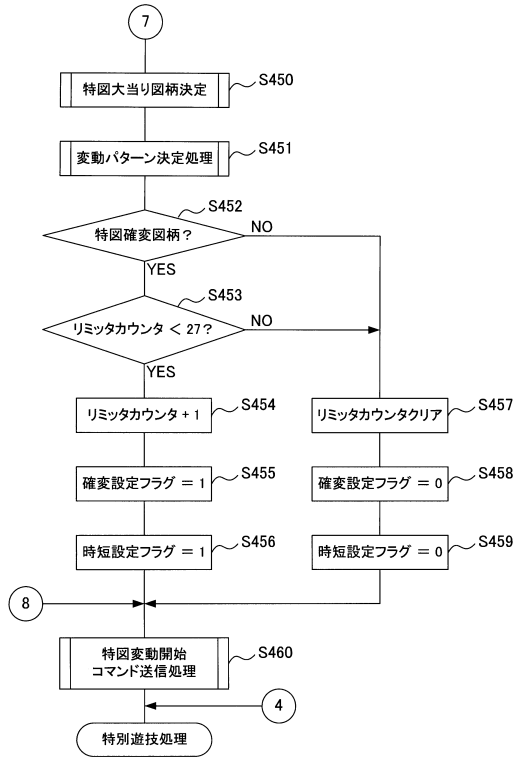 7
特図大当り図柄決定
S450
変動パターン決定処理
S451
特図確変図柄？
S452
NO
YES
リミッタカウンタ ＜ 27？
S453
NO
YES
リミッタカウンタ + 1
S454
リミッタカウンタクリア
S457
確変設定フラグ ＝ 1
S455
確変設定フラグ ＝ 0
S458
時短設定フラグ ＝ 1
S456
時短設定フラグ ＝ 0
S459
8
特図変動開始
コマンド送信処理
S460
4
特別遊技処理